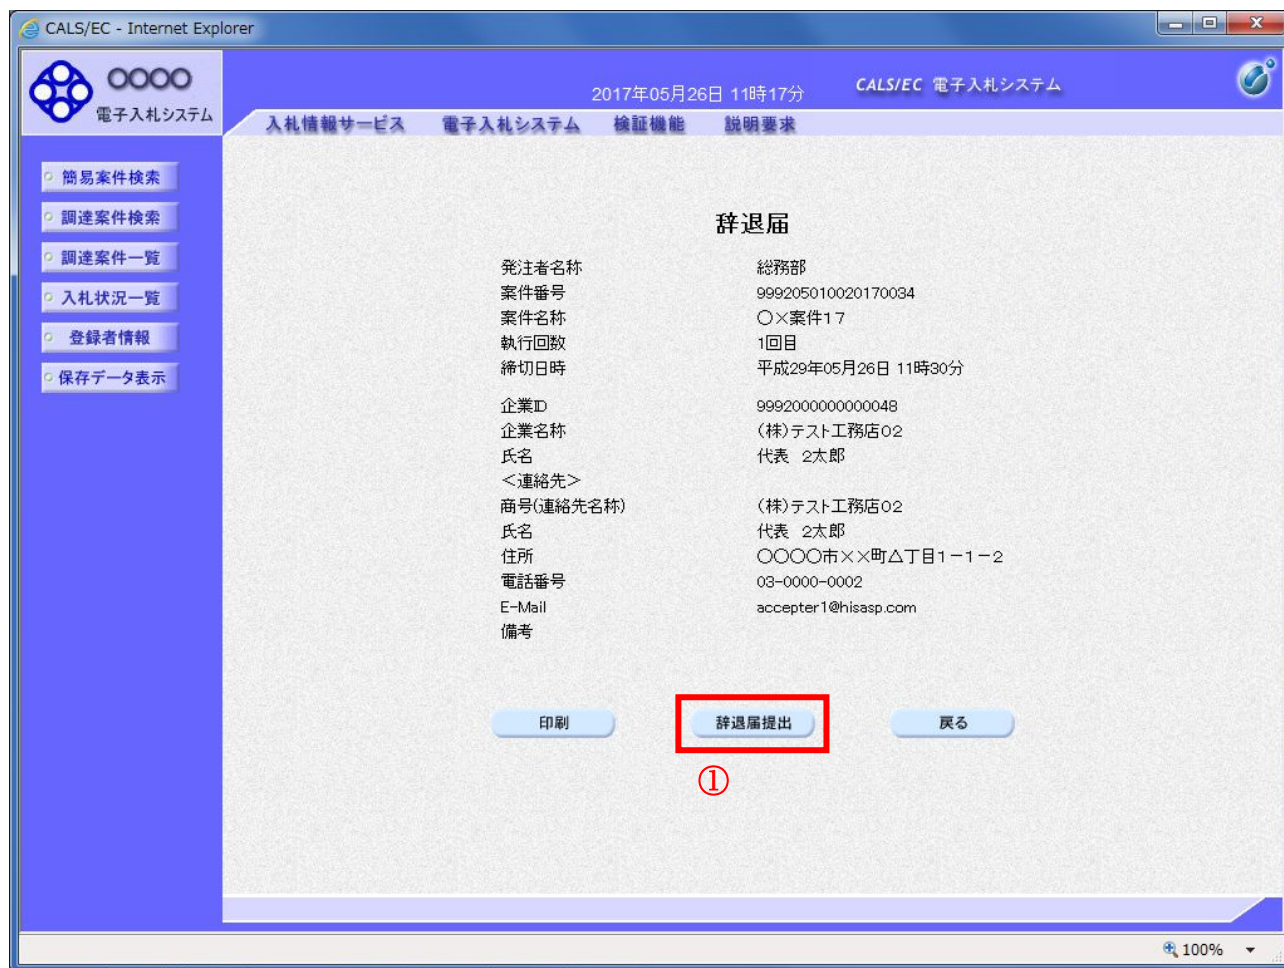 CALS/EC - Internet Explorer
〇〇〇〇
電子入札システム
2017年05月26日 11時17分
CALS/EC 電子入札システム
入札情報サービス 電子入札システム 検証機能 説明要求
簡易案件検索
調達案件検索
調達案件一覧
入札状況一覧
登録者情報
保存データ表示
辞退届
発注者名称 総務部
案件番号 999205010020170034
案件名称 〇×案件17
執行回数 1回目
締切日時 平成29年05月26日 11時30分
企業ID 9992000000000048
企業名称 (株)テスト工務店02
氏名 代表 2太郎
<連絡先>
商号(連絡先名称) (株)テスト工務店02
氏名 代表 2太郎
住所 〇〇〇〇市××町△丁目1-1-2
電話番号 03-0000-0002
E-Mail accepter1@hisasp.com
備考
印刷 辞退届提出 戻る
①
100%